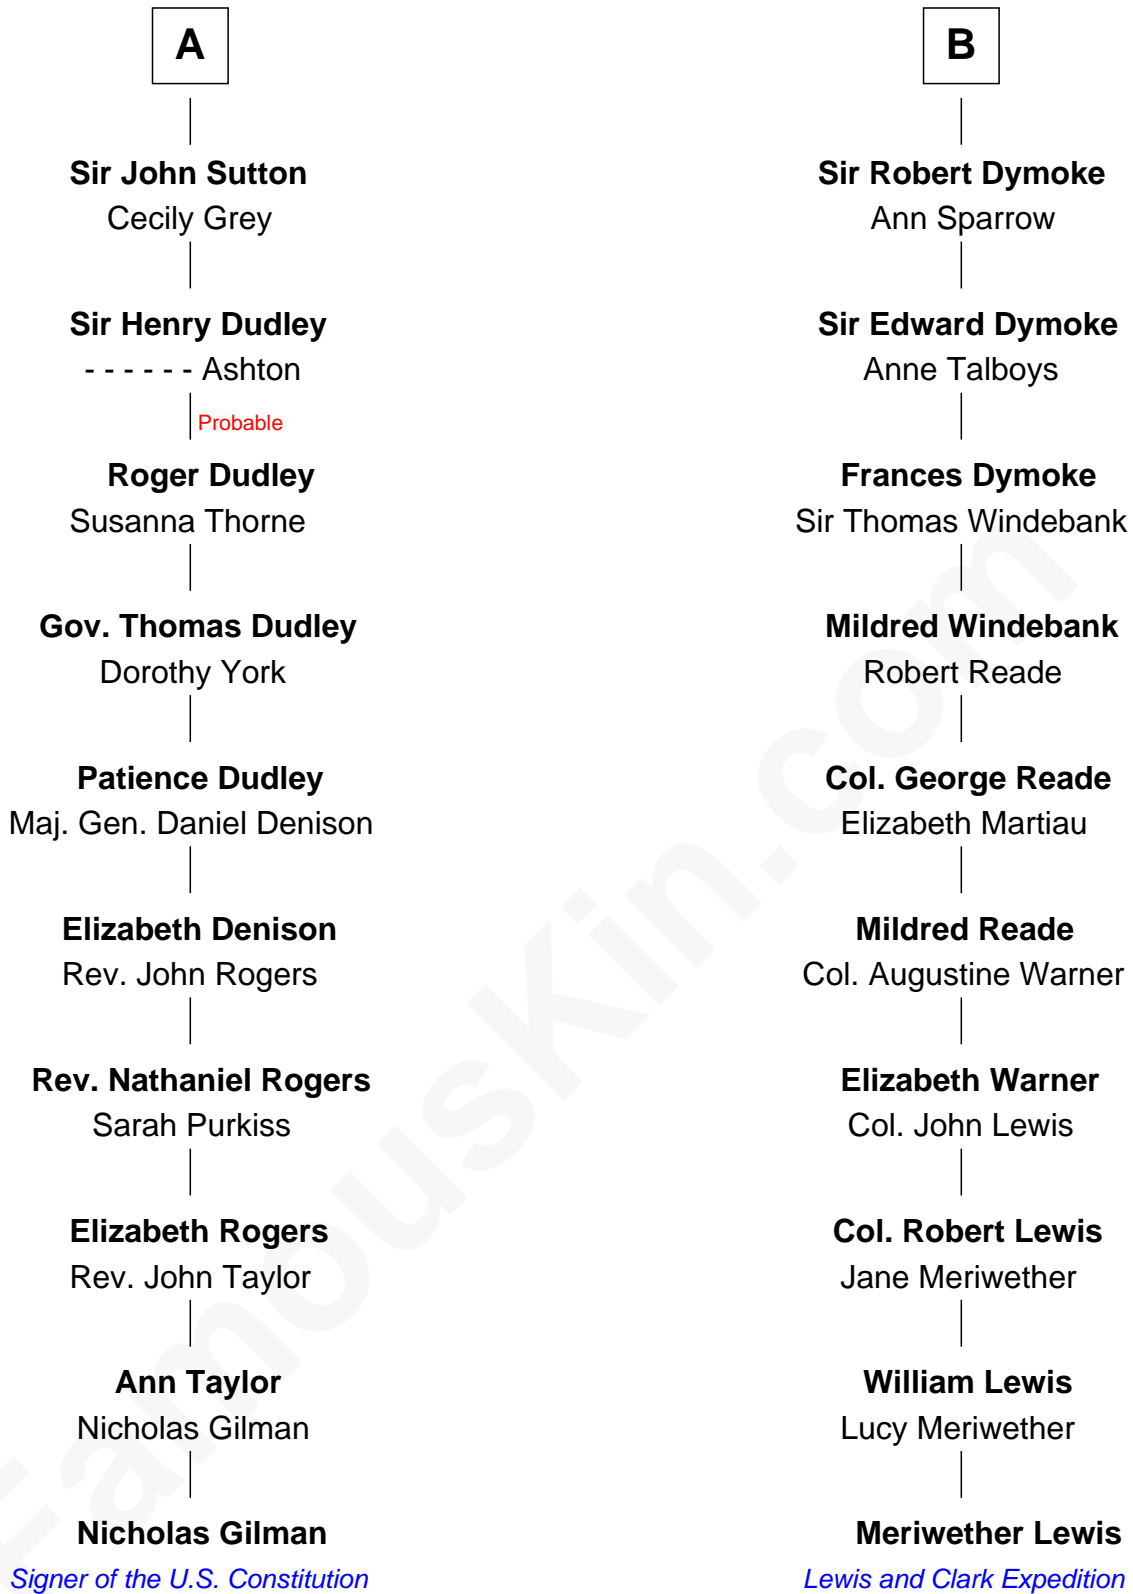 A
Sir John Sutton
Cecily Grey
Sir Henry Dudley
- - - - - - Ashton
Probable
Roger Dudley
Susanna Thorne
Gov. Thomas Dudley
Dorothy York
Patience Dudley
Maj. Gen. Daniel Denison
Elizabeth Denison
Rev. John Rogers
Rev. Nathaniel Rogers
Sarah Purkiss
Elizabeth Rogers
Rev. John Taylor
Ann Taylor
Nicholas Gilman
Nicholas Gilman
Signer of the U.S. Constitution
B
Sir Robert Dymoke
Ann Sparrow
Sir Edward Dymoke
Anne Talboys
Frances Dymoke
Sir Thomas Windebank
Mildred Windebank
Robert Reade
Col. George Reade
Elizabeth Martiau
Mildred Reade
Col. Augustine Warner
Elizabeth Warner
Col. John Lewis
Col. Robert Lewis
Jane Meriwether
William Lewis
Lucy Meriwether
Meriwether Lewis
Lewis and Clark Expedition
FamousKin.com